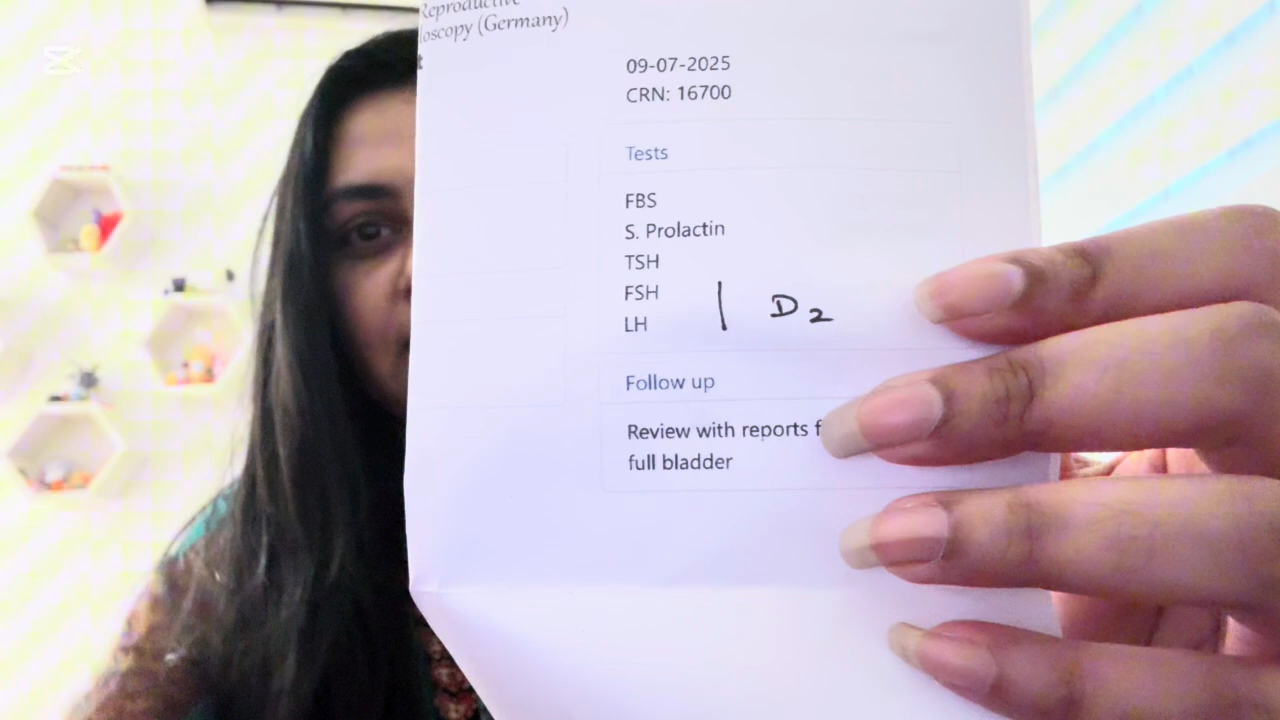 Reproductive
loscopy (Germany)
t
09-07-2025
CRN: 16700
Tests
FBS
S. Prolactin
TSH
FSH
LH | D2
Follow up
Review with reports f
full bladder